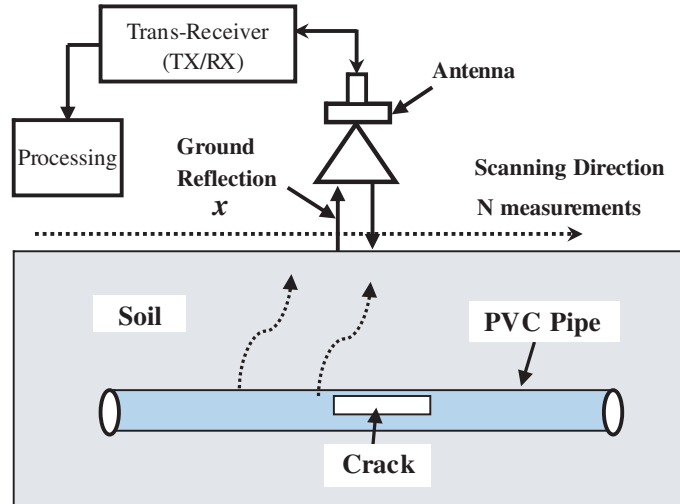 Trans-Receiver
(TX/RX)
Antenna
Processing
Ground
Reflection
x
Scanning Direction
N measurements
Soil
PVC Pipe
Crack